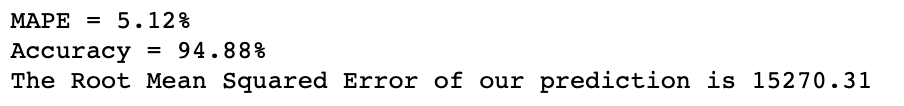 MAPE = 5.12%
Accuracy = 94.88%
The Root Mean Squared Error of our prediction is 15270.31